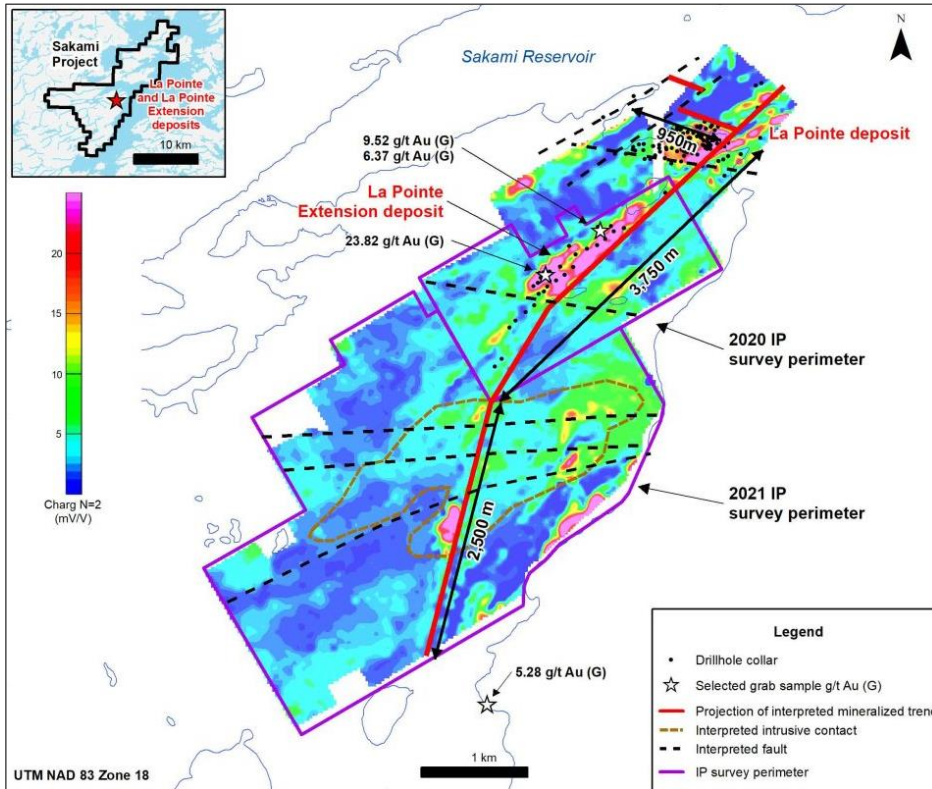 Sakami
Project
La Pointe
and La Pointe
Extension
deposits
10 km
Sakami Reservoir
N
La Pointe deposit
950m
9.52 g/t Au (G)
6.37 g/t Au (G)
La Pointe
Extension deposit
23.82 g/t Au (G)
3,750 m
20
15
10
5
Charg N=2
(mV/V)
2020 IP
survey perimeter
2021 IP
survey perimeter
2,500 m
5.28 g/t Au (G)
1 km
UTM NAD 83 Zone 18
Legend
Drillhole collar
Selected grab sample g/t Au (G)
Projection of interpreted mineralized trend
Interpreted intrusive contact
Interpreted fault
IP survey perimeter